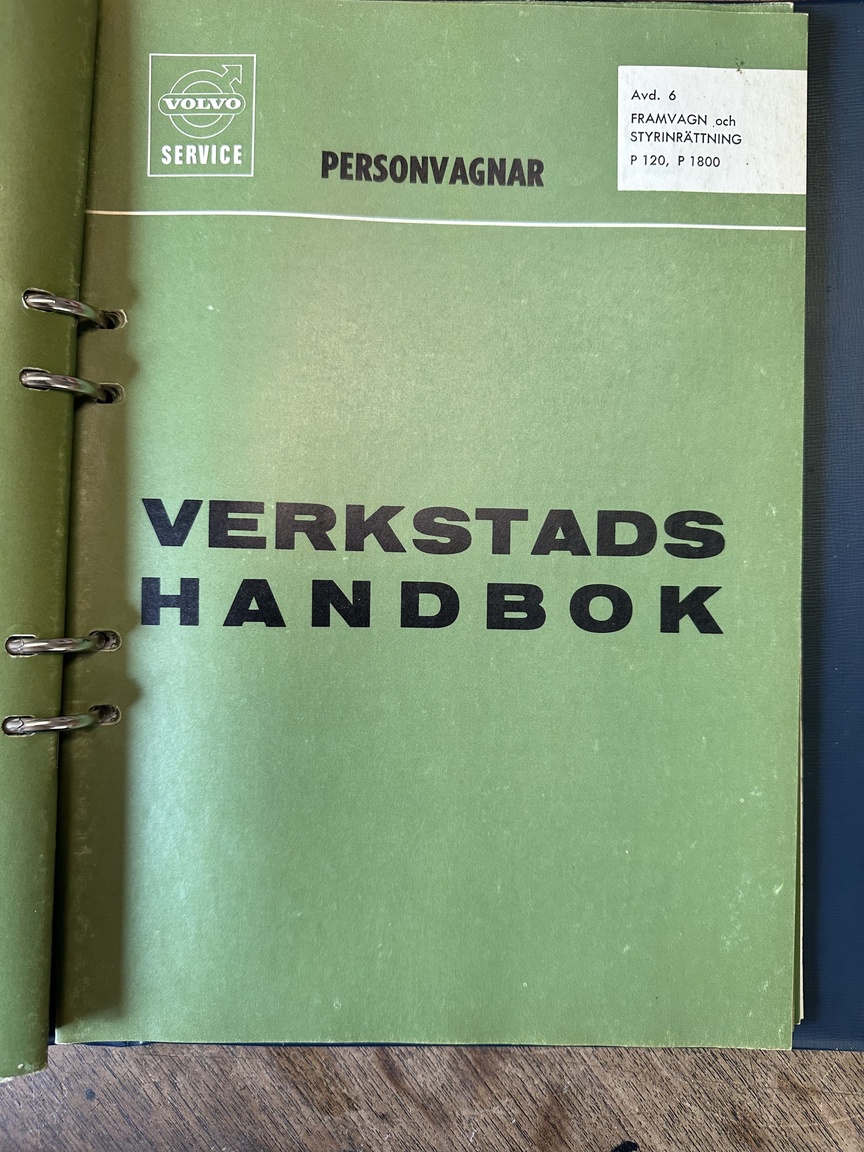 VOLVO
SERVICE
PERSONVAGNAR
Avd. 6
FRAMVAGN och
STYRINRÄTTNING
P 120, P 1800
VERKSTADS
HANDBOK